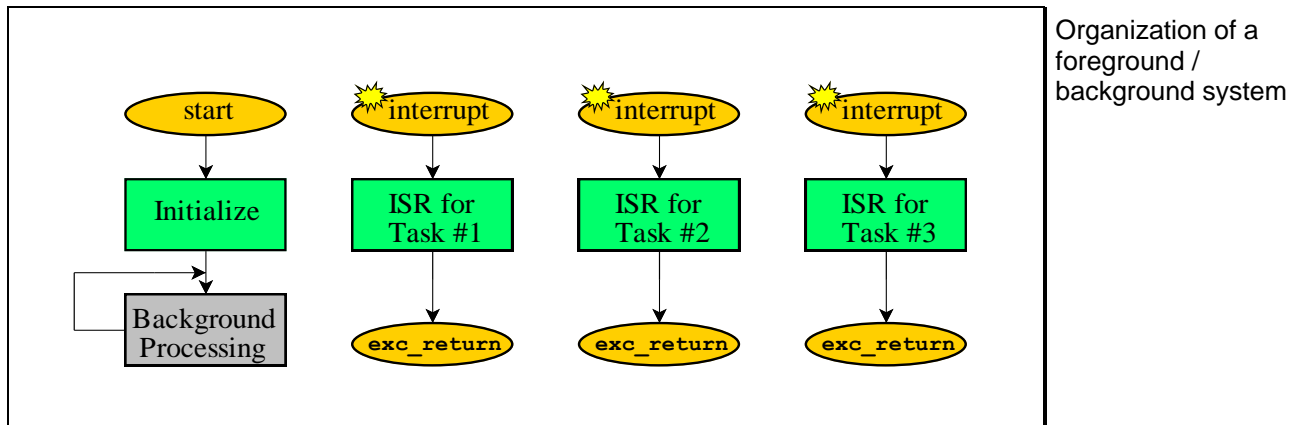 Organization of a
foreground /
background system
start
interrupt
interrupt
interrupt
Initialize
ISR for
Task #1
ISR for
Task #2
ISR for
Task #3
Background
Processing
exc_return
exc_return
exc_return